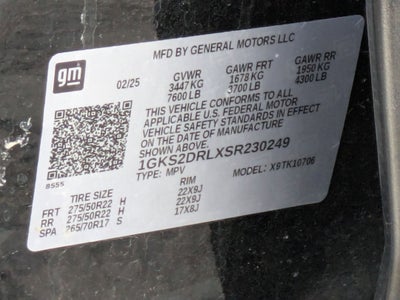 MFD BY GENERAL MOTORS LLC
gm
02/25 GVWR GAWR FRT GAWR RR
3447 KG 1678 KG 1950 KG
7600 LB 3700 LB 4300 LB
THIS VEHICLE CONFORMS TO ALL
APPLICABLE U.S. FEDERAL MOTOR
VEHICLE SAFETY STANDARDS IN EFFECT
ON THE DATE OF MANUFACTURE
SHOWN ABOVE.
1GKS2DRLXSR230249
TYPE: MPV MODEL: X9TK10706
8555
TIRE SIZE RIM
FRT 275/50R22 H 22X9J
RR 275/50R22 H 22X9J
SPA 265/70R17 S 17X8J